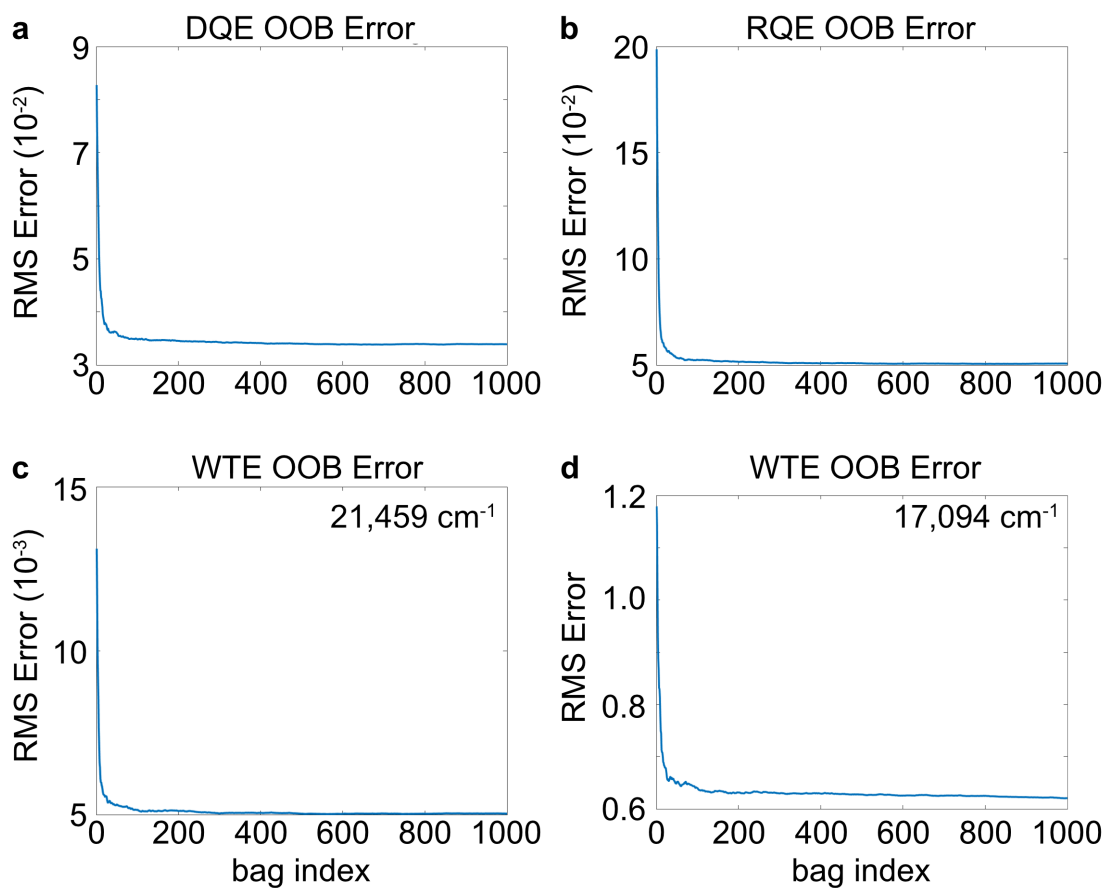 a
DQE OOB Error
9
7
5
3
RMS Error (10-2)
0 200 400 600 800 1000
b
RQE OOB Error
20
15
10
5
RMS Error (10-2)
0 200 400 600 800 1000
c
WTE OOB Error
21,459 cm-1
15
10
5
RMS Error (10-3)
0 200 400 600 800 1000
bag index
d
WTE OOB Error
17,094 cm-1
1.2
1.0
0.8
0.6
RMS Error
0 200 400 600 800 1000
bag index